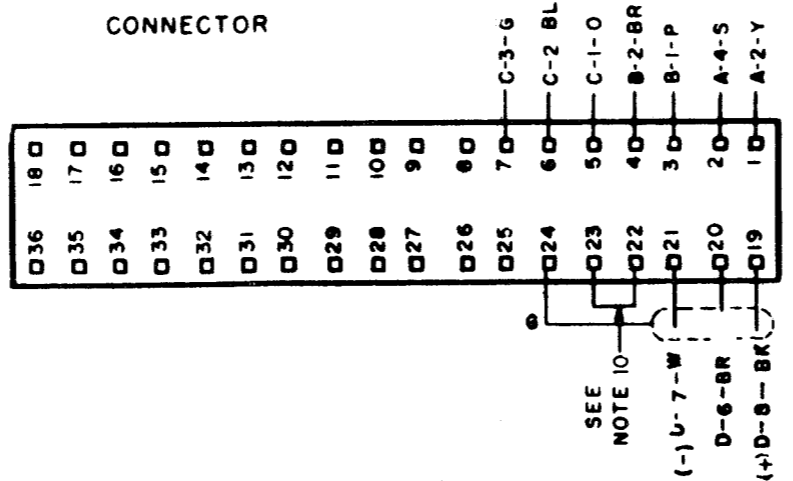 CONNECTOR
C-3-G
C-2 BL
C-1-O
B-2-BR
B-1-P
A-4-S
A-2-Y
18 17 16 15 14 13 12 11 10 9 8 7 6 5 4 3 2 1
36 35 34 33 32 31 30 29 28 27 26 25 24 23 22 21 20 19
G
SEE
NOTE 10
(-) D-7-W
D-6-BR
(+)D-8-BK